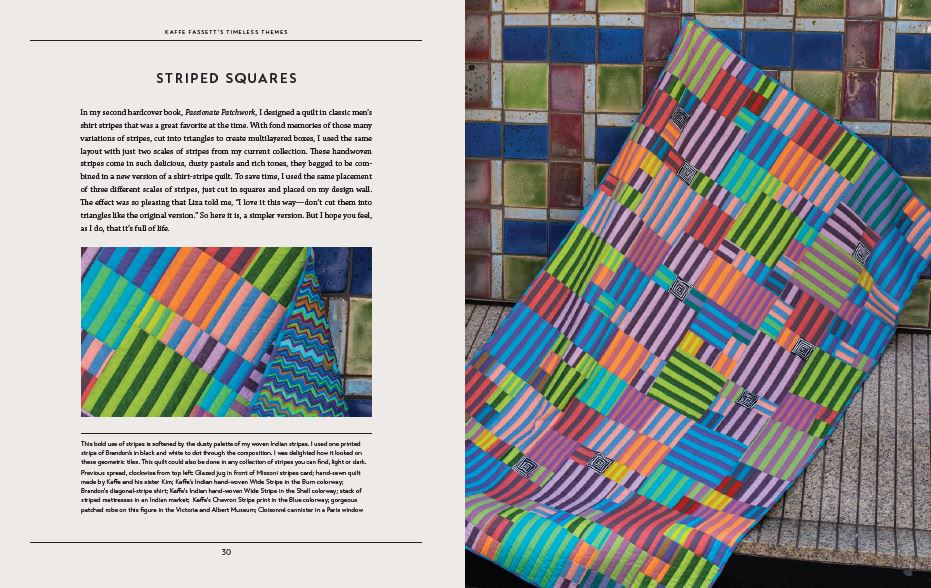 KAFFE FASSETT'S TIMELESS THEMES
STRIPED SQUARES
In my second hardcover book, Passionate Patchwork, I designed a quilt in classic men's
shirt stripes that was a great favorite at the time. With fond memories of those many
variations of stripes, cut into triangles to create multilayered boxes, I used the same
layout with just two scales of stripes from my current collection. These handwoven
stripes come in such delicious, dusty pastels and rich tones, they begged to be com-
bined in a new version of a shirt-stripe quilt. To save time, I used the same placement
of three different scales of stripes, just cut in squares and placed on my design wall.
The effect was so pleasing that Liza told me, "I love it this way—don't cut them into
triangles like the original version." So here it is, a simpler version. But I hope you feel,
as I do, that it's full of life.
This bold use of stripes is softened by the dusty palette of my woven Indian stripes. I used one printed
stripe of Brandon's in black and white to dot through the composition. I was delighted how it looked on
these geometric tiles. This quilt could also be done in any collection of stripes you can find, light or dark.
Previous spread, clockwise from top left: Glazed jug in front of Missoni stripes card; hand-sewn quilt
made by Kaffe and his sister Kim; Kaffe's Indian hand-woven Wide Stripe in the Burn colorway;
Brandon's diagonal-stripe shirt; Kaffe's Indian hand-woven Wide Stripe in the Shell colorway; stack of
striped mattresses in an Indian market; Kaffe's Chevron Stripe print in the Blue colorway; gorgeous
patched robe on this figure in the Victoria and Albert Museum; Cloisonné cannister in a Paris window
30